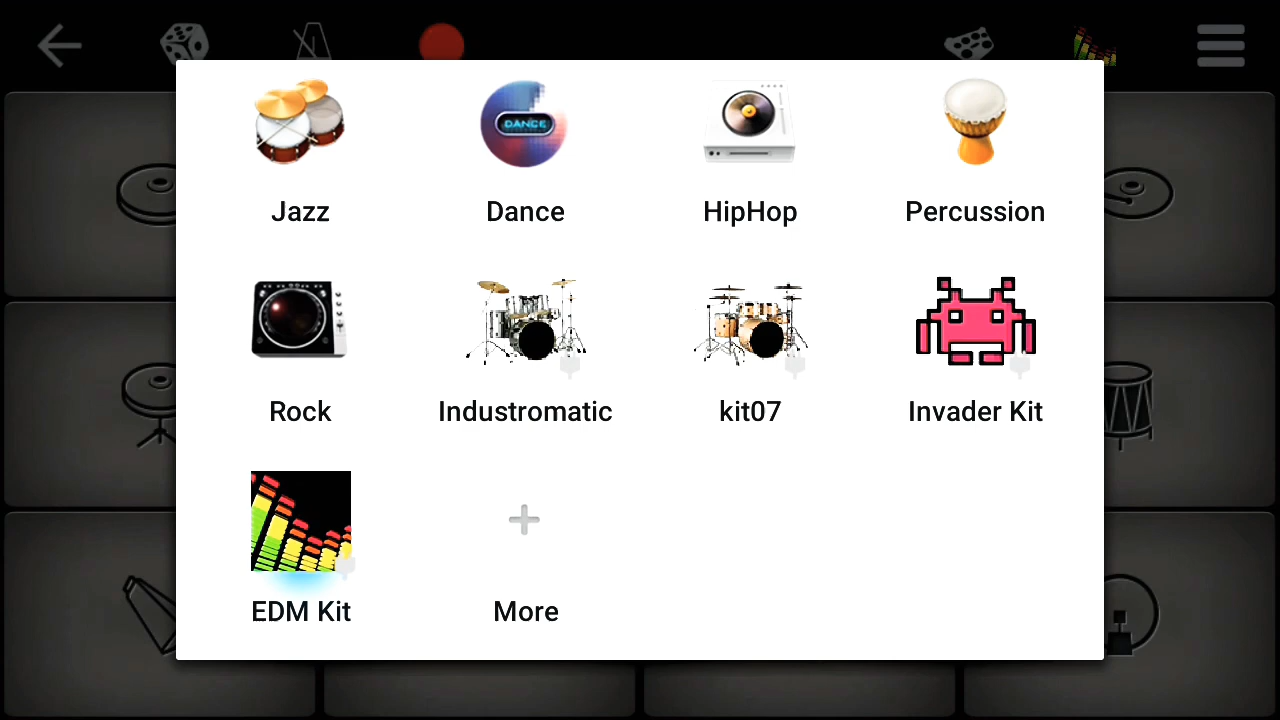 DANCE
Jazz
Dance
HipHop
Percussion
Rock
Industromatic
kit07
Invader Kit
EDM Kit
More